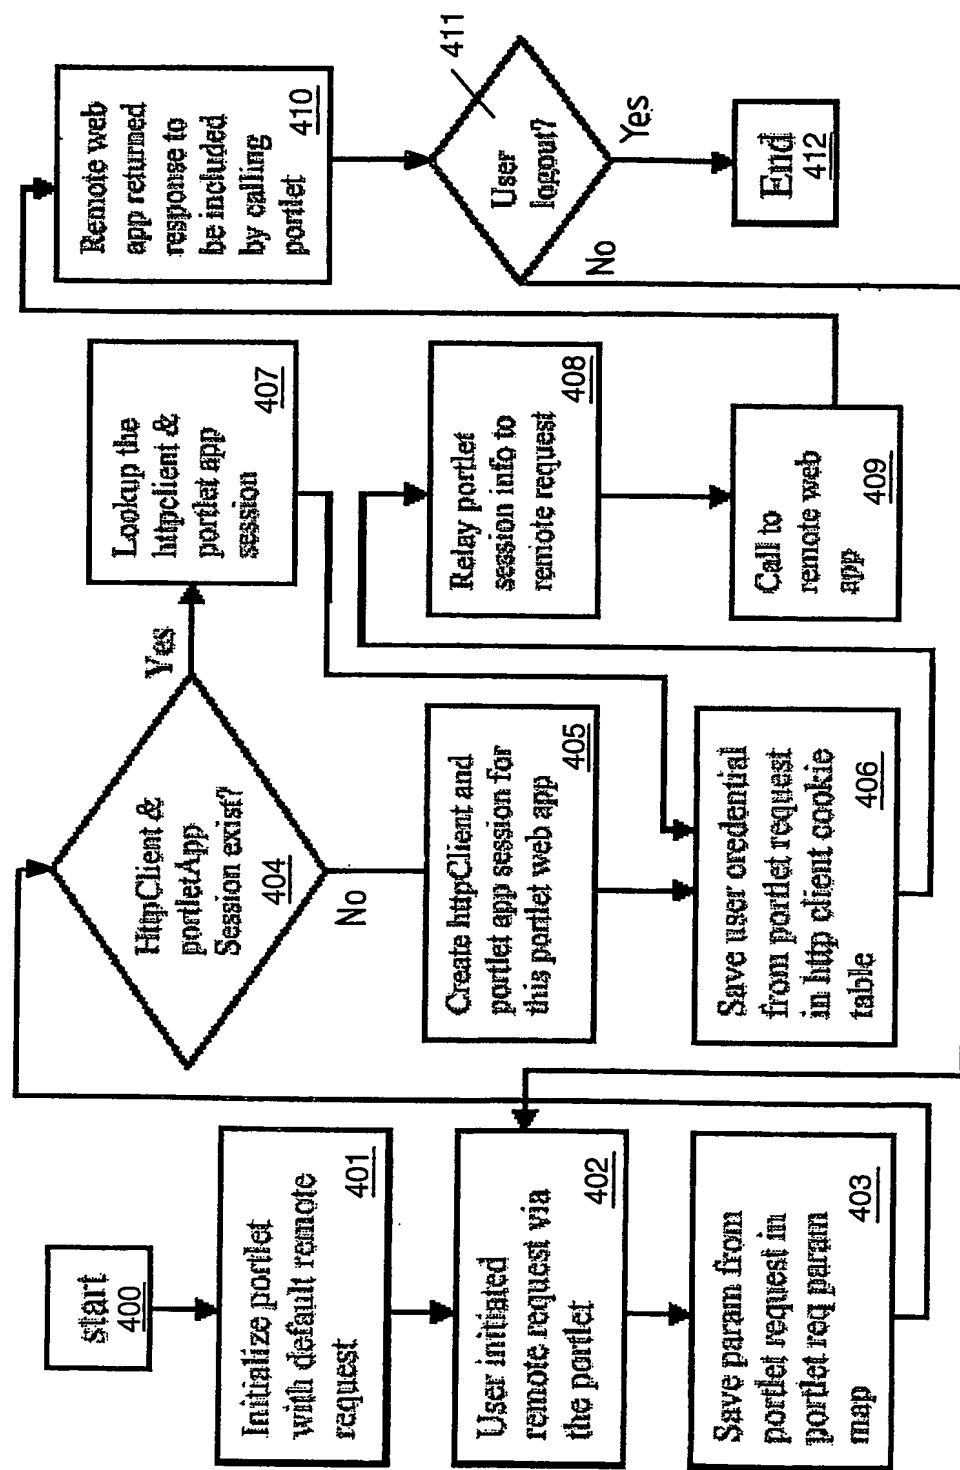 start
400
Initialize portlet
with default remote
request
401
User initiated
remote request via
the portlet
402
Save param from
portlet request in
portlet req param
map
403
HttpClient &
portletApp
Session exist?
404
Yes
No
Create httpClient and
portlet app session for
this portlet web app
405
Save user credential
from portlet request
in http client cookie
table
406
Lookup the
httpclient &
portlet app
session
407
Relay portlet
session info to
remote request
408
Call to
remote web
app
409
Remote web
app returned
response to
be included
by calling
portlet
410
411
User
logout?
No
Yes
End
412